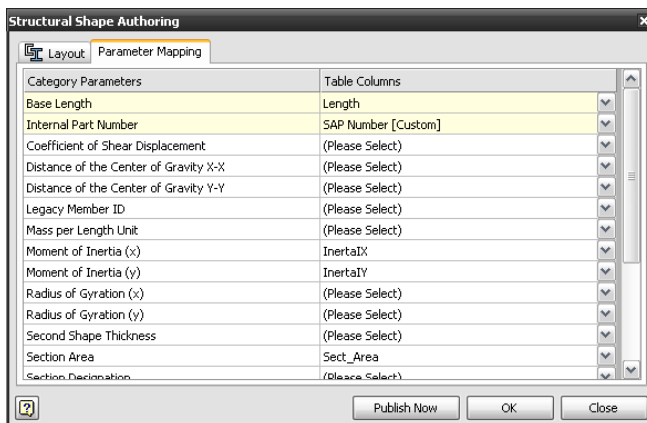 Structural Shape Authoring
x
Layout Parameter Mapping
Category Parameters Table Columns
Base Length Length
Internal Part Number SAP Number [Custom]
Coefficient of Shear Displacement (Please Select)
Distance of the Center of Gravity X-X (Please Select)
Distance of the Center of Gravity Y-Y (Please Select)
Legacy Member ID (Please Select)
Mass per Length Unit (Please Select)
Moment of Inertia (x) InertaIX
Moment of Inertia (y) InertaIY
Radius of Gyration (x) (Please Select)
Radius of Gyration (y) (Please Select)
Second Shape Thickness (Please Select)
Section Area Sect_Area
Section Designation (Please Select)
? Publish Now OK Close